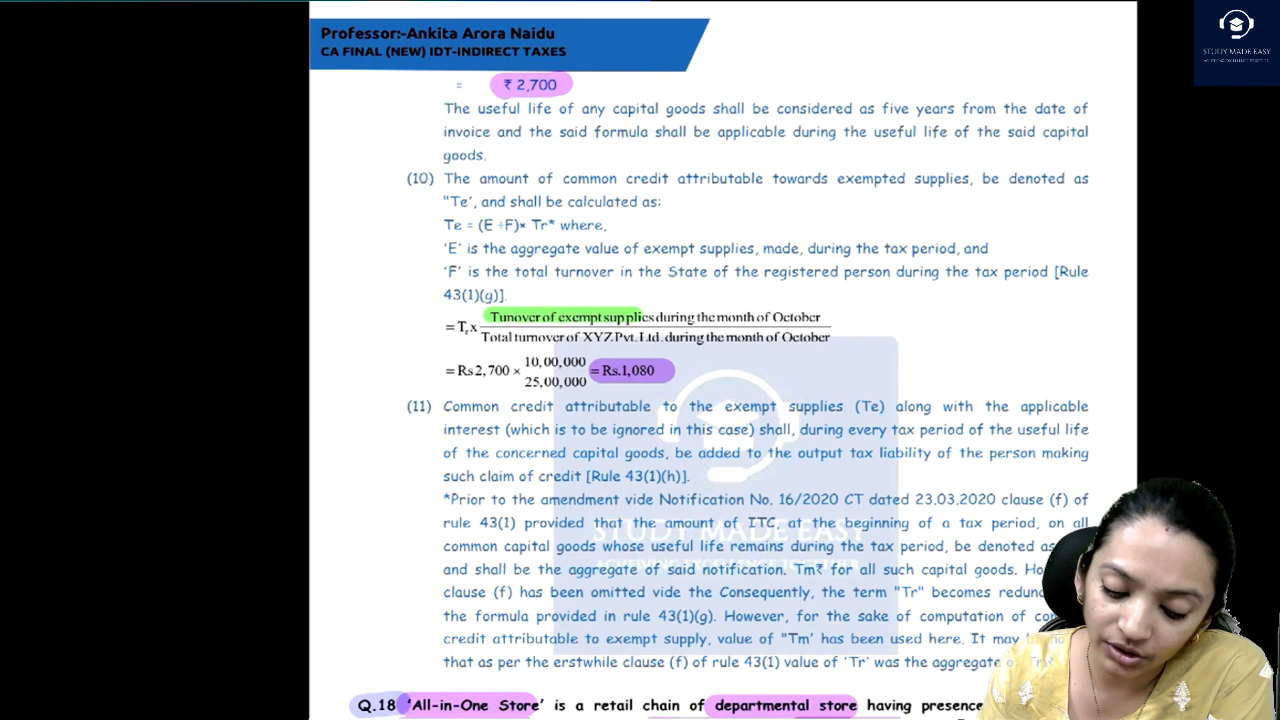 Professor:-Ankita Arora Naidu
CA FINAL (NEW) IDT-INDIRECT TAXES
STUDY MADE EASY
= ₹ 2,700
The useful life of any capital goods shall be considered as five years from the date of
invoice and the said formula shall be applicable during the useful life of the said capital
goods.
(10) The amount of common credit attributable towards exempted supplies, be denoted as
"Te', and shall be calculated as:
Te = (E ÷F)× Tr* where,
'E' is the aggregate value of exempt supplies, made, during the tax period, and
'F' is the total turnover in the State of the registered person during the tax period [Rule
43(1)(g)].
= Tr x Tunover of exempt supplies during the month of October
Total turnover of XYZ Pvt. Ltd. during the month of October
= Rs 2,700 × 10,00,000
25,00,000 = Rs.1,080
(11) Common credit attributable to the exempt supplies (Te) along with the applicable
interest (which is to be ignored in this case) shall, during every tax period of the useful life
of the concerned capital goods, be added to the output tax liability of the person making
such claim of credit [Rule 43(1)(h)].
*Prior to the amendment vide Notification No. 16/2020 CT dated 23.03.2020 clause (f) of
rule 43(1) provided that the amount of ITC, at the beginning of a tax period, on all
common capital goods whose useful life remains during the tax period, be denoted as
and shall be the aggregate of said notification. Tm₹ for all such capital goods.
clause (f) has been omitted vide the Consequently, the term "Tr" becomes
the formula provided in rule 43(1)(g). However, for the sake of computation of
credit attributable to exempt supply, value of "Tm' has been used here. It may
that as per the erstwhile clause (f) of rule 43(1) value of 'Tr' was the aggregate
STUDY MADE EASY
ACHIEVING EXCELLENCE TOGETHER
Q.18 'All-in-One Store' is a retail chain of departmental store having presence